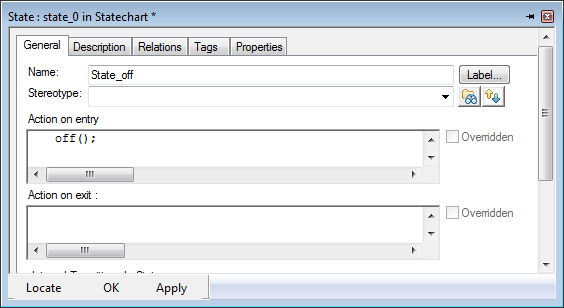 State : state_0 in Statechart *
General Description Relations Tags Properties
Name: State_off Label...
Stereotype:
Action on entry
off(); Overridden
Action on exit :
Overridden
Locate OK Apply